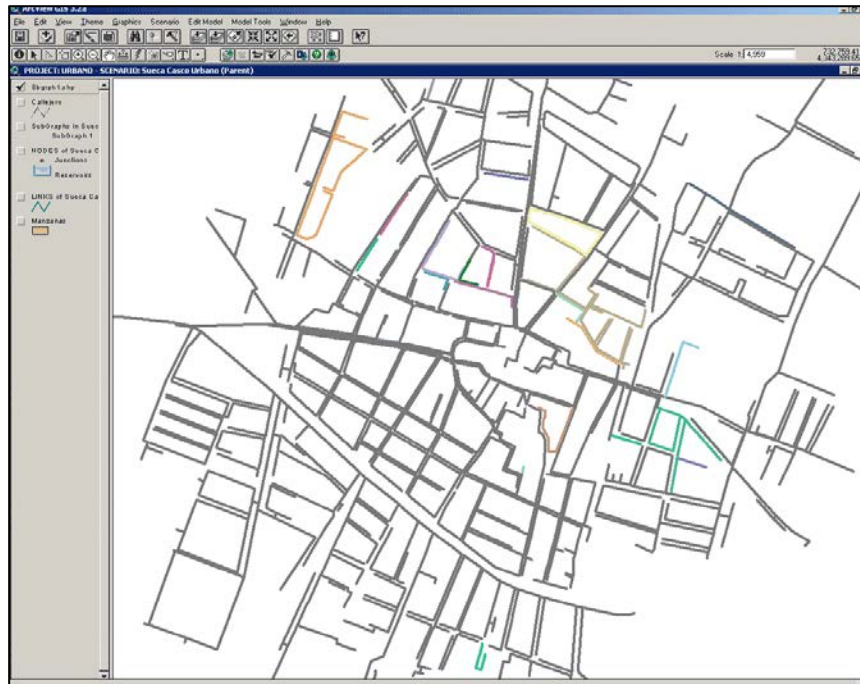 ArcView GIS 3.2a
File Edit View Theme Graphics Scenario Edit Model Model Tools Window Help
Scale 1: 4,959
732.759,41
PROJECT: URBANO - SCENARIO: Sueca Casco Urbano (Parent)
Callejero
SubGraphs in Suec
SubGraph 1
NODES of Sueca C
Junctions
Reservoirs
LINKS of Sueca Ca
Manzanas